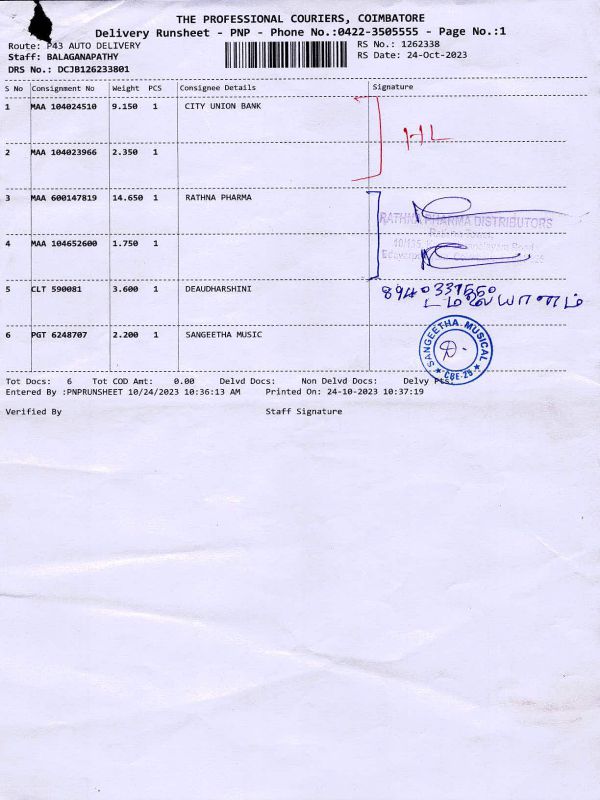 THE PROFESSIONAL COURIERS, COIMBATORE
Delivery Runsheet - PNP - Phone No.:0422-3505555 - Page No.:1
Route: P43 AUTO DELIVERY
RS No.: 1262338
Staff: BALAGANAPATHY
RS Date: 24-Oct-2023
DRS No.: DCJB126233801
S No Consignment No Weight PCS Consignee Details Signature
1 MAA 104024510 9.150 1 CITY UNION BANK
HL
2 MAA 104023966 2.350 1
3 MAA 600147819 14.650 1 RATHNA PHARMA
RATHNA PHARMA DISTRIBUTORS
4 MAA 104652600 1.750 1
5 CLT 590081 3.600 1 DEAUDHARSHINI
6 PGT 6248707 2.200 1 SANGEETHA MUSIC
SANGEETHA MUSICAL
CBE-20
Tot Docs: 6 Tot COD Amt: 0.00 Delvd Docs: Non Delvd Docs: Delvy Pts:
Entered By :PNPRUNSHEET 10/24/2023 10:36:13 AM Printed On: 24-10-2023 10:37:19
Verified By Staff Signature